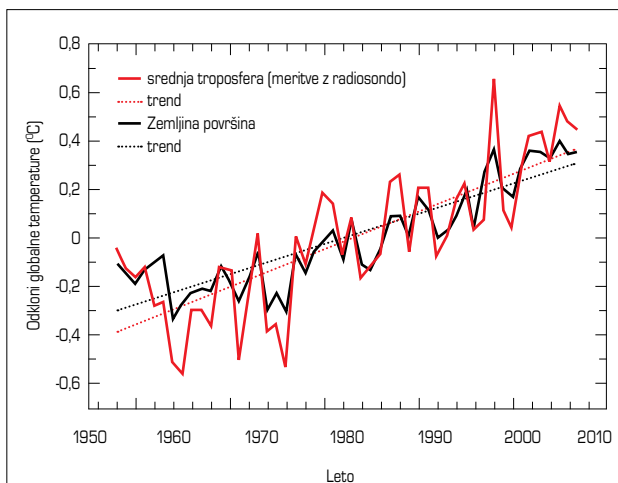 0,8
srednja troposfera (meritve z radiosondo)
trend
Zemljina površina
trend
0,6
0,4
0,2
0
-0,2
-0,4
-0,6
Odkloni globalne temperature (°C)
1950 1960 1970 1980 1990 2000 2010
Leto